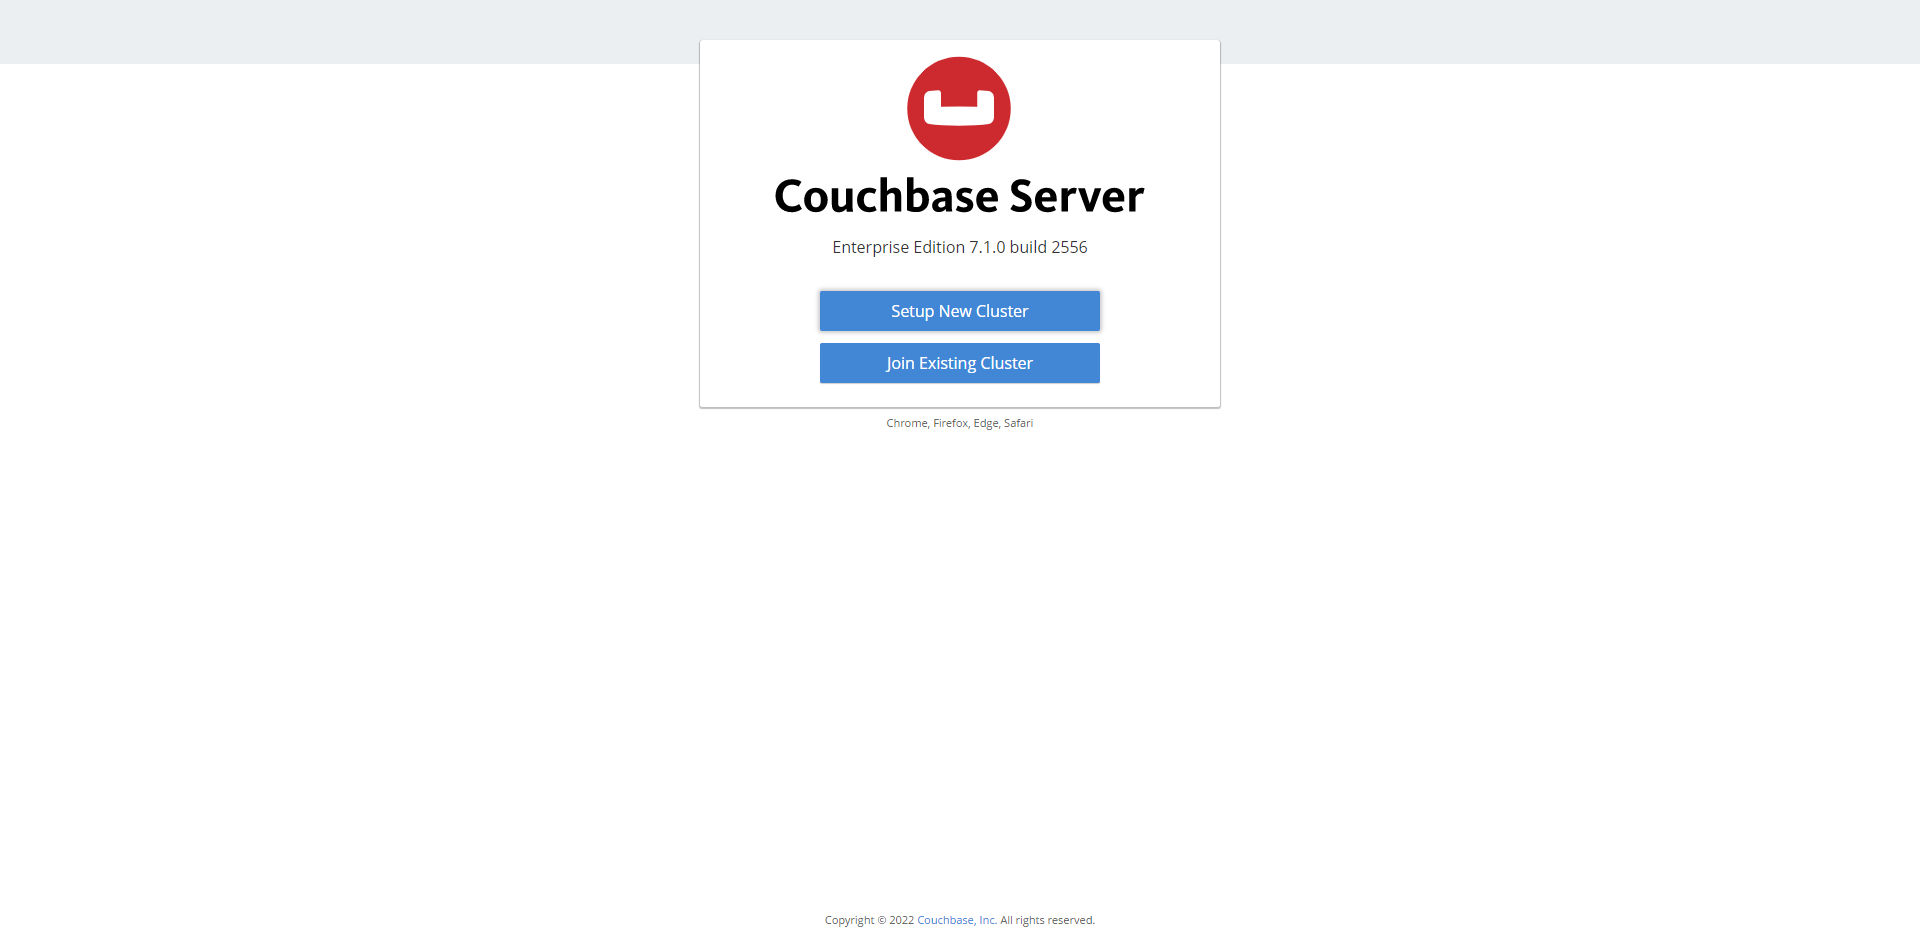 Couchbase Server
Enterprise Edition 7.1.0 build 2556
Setup New Cluster
Join Existing Cluster
Chrome, Firefox, Edge, Safari
Copyright © 2022 Couchbase, Inc. All rights reserved.